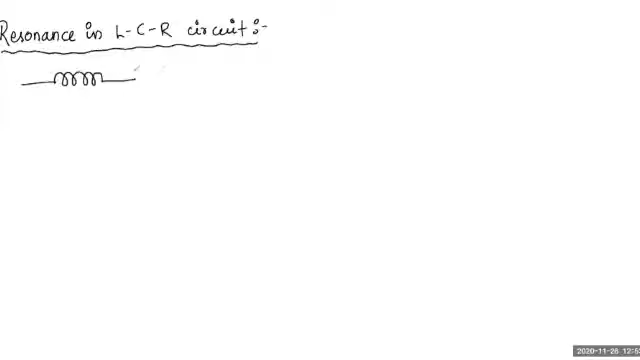 Resonance in L-C-R circuit :-
2020-11-26 12:5